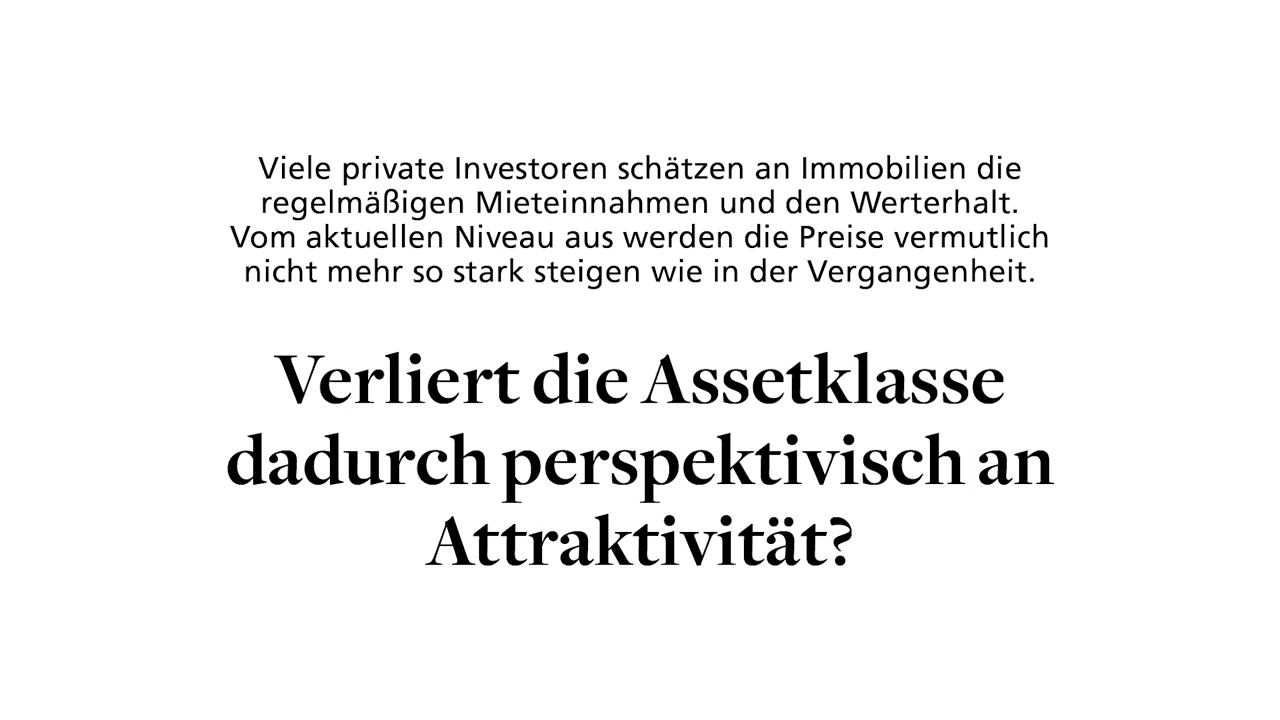 Viele private Investoren schätzen an Immobilien die
regelmäßigen Mieteinnahmen und den Werterhalt.
Vom aktuellen Niveau aus werden die Preise vermutlich
nicht mehr so stark steigen wie in der Vergangenheit.
Verliert die Assetklasse
dadurch perspektivisch an
Attraktivität?